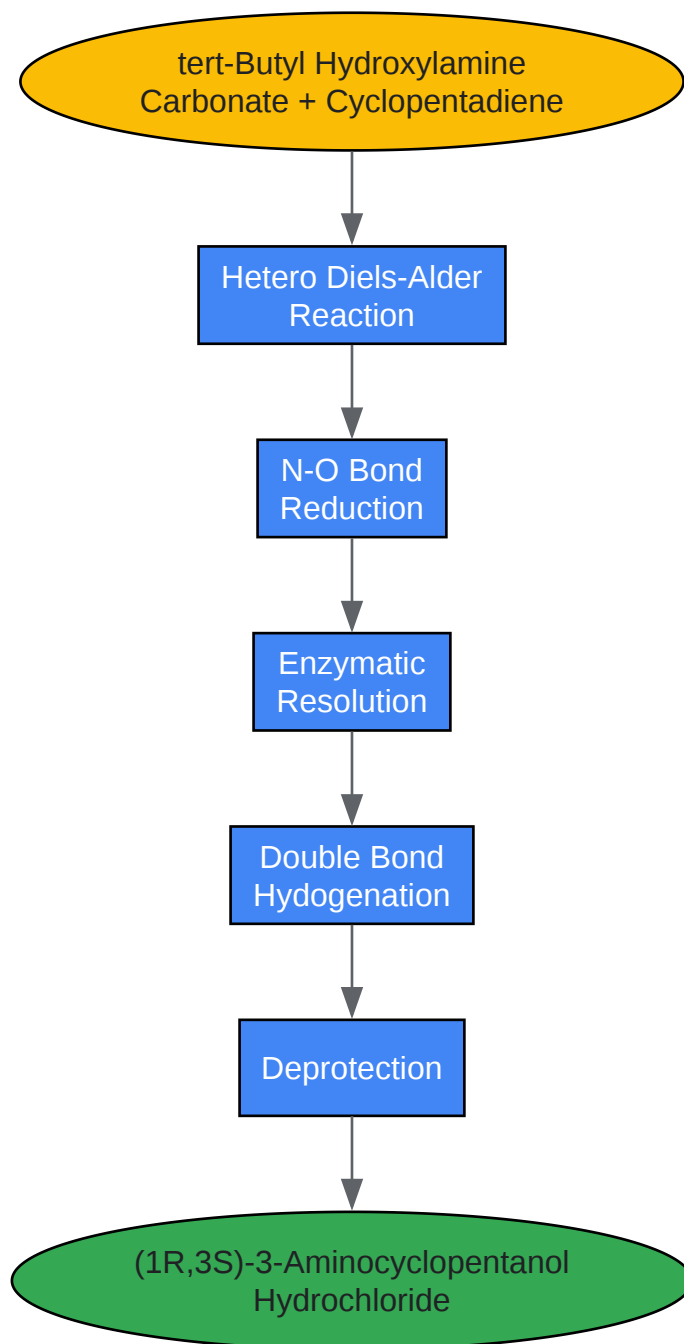 tert-Butyl Hydroxylamine
Carbonate + Cyclopentadiene
Hetero Diels-Alder
Reaction
N-O Bond
Reduction
Enzymatic
Resolution
Double Bond
Hydogenation
Deprotection
(1R,3S)-3-Aminocyclopentanol
Hydrochloride